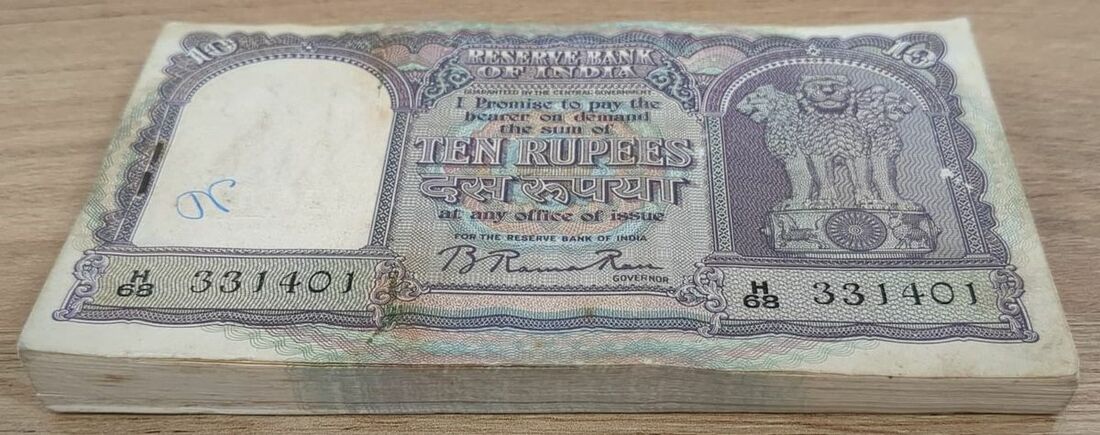 10
10
RESERVE BANK
OF INDIA
GUARANTEED BY THE CENTRAL GOVERNMENT
I Promise to pay the
bearer on demand
the sum of
TEN RUPEES
दस रुपया
at any office of issue
FOR THE RESERVE BANK OF INDIA
B Rama Rau
GOVERNOR
H/68 331401
H/68 331401